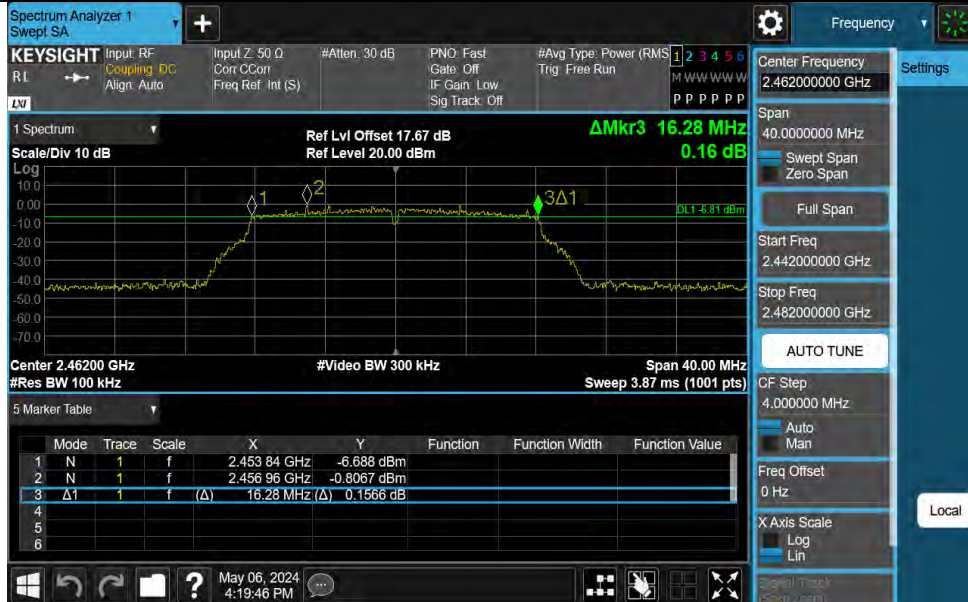 Spectrum Analyzer 1
Swept SA
Frequency
KEYSIGHT
RL
LXI
Input: RF
Coupling: DC
Align: Auto
Input Z: 50 Ω
Corr CCorr
Freq Ref: Int (S)
#Atten: 30 dB
PNO: Fast
Gate: Off
IF Gain: Low
Sig Track: Off
#Avg Type: Power (RMS
Trig: Free Run
1 2 3 4 5 6
M W W W W W
P P P P P P
1 Spectrum
Scale/Div 10 dB
Ref Lvl Offset 17.67 dB
Ref Level 20.00 dBm
ΔMkr3 16.28 MHz
0.16 dB
Log
10.0
0.00
-10.0
-20.0
-30.0
-40.0
-50.0
-60.0
-70.0
1
2
3Δ1
DL1 -6.81 dBm
Center 2.46200 GHz
#Video BW 300 kHz
Span 40.00 MHz
#Res BW 100 kHz
Sweep 3.87 ms (1001 pts)
5 Marker Table
Mode Trace Scale X Y Function Function Width Function Value
1 N 1 f 2.453 84 GHz -6.688 dBm
2 N 1 f 2.456 96 GHz -0.8067 dBm
3 Δ1 1 f (Δ) 16.28 MHz (Δ) 0.1566 dB
4
5
6
May 06, 2024
4:19:46 PM
Center Frequency
2.462000000 GHz
Span
40.0000000 MHz
Swept Span
Zero Span
Full Span
Start Freq
2.442000000 GHz
Stop Freq
2.482000000 GHz
AUTO TUNE
CF Step
4.000000 MHz
Auto
Man
Freq Offset
0 Hz
X Axis Scale
Log
Lin
Signal Track
(Span Zoom)
Settings
Local